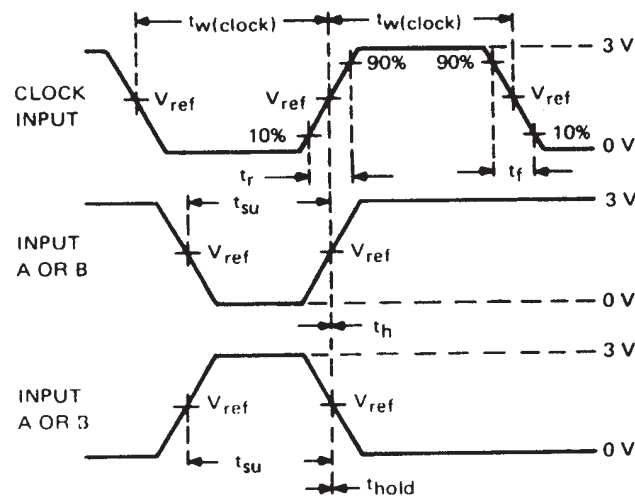 tw(clock) tw(clock)
3 V
90% 90%
CLOCK
INPUT
Vref Vref Vref
10% 10%
0 V
tr tf
tsu
3 V
INPUT
A OR B
Vref Vref
0 V
th
3 V
INPUT
A OR B
Vref Vref
0 V
tsu
thold